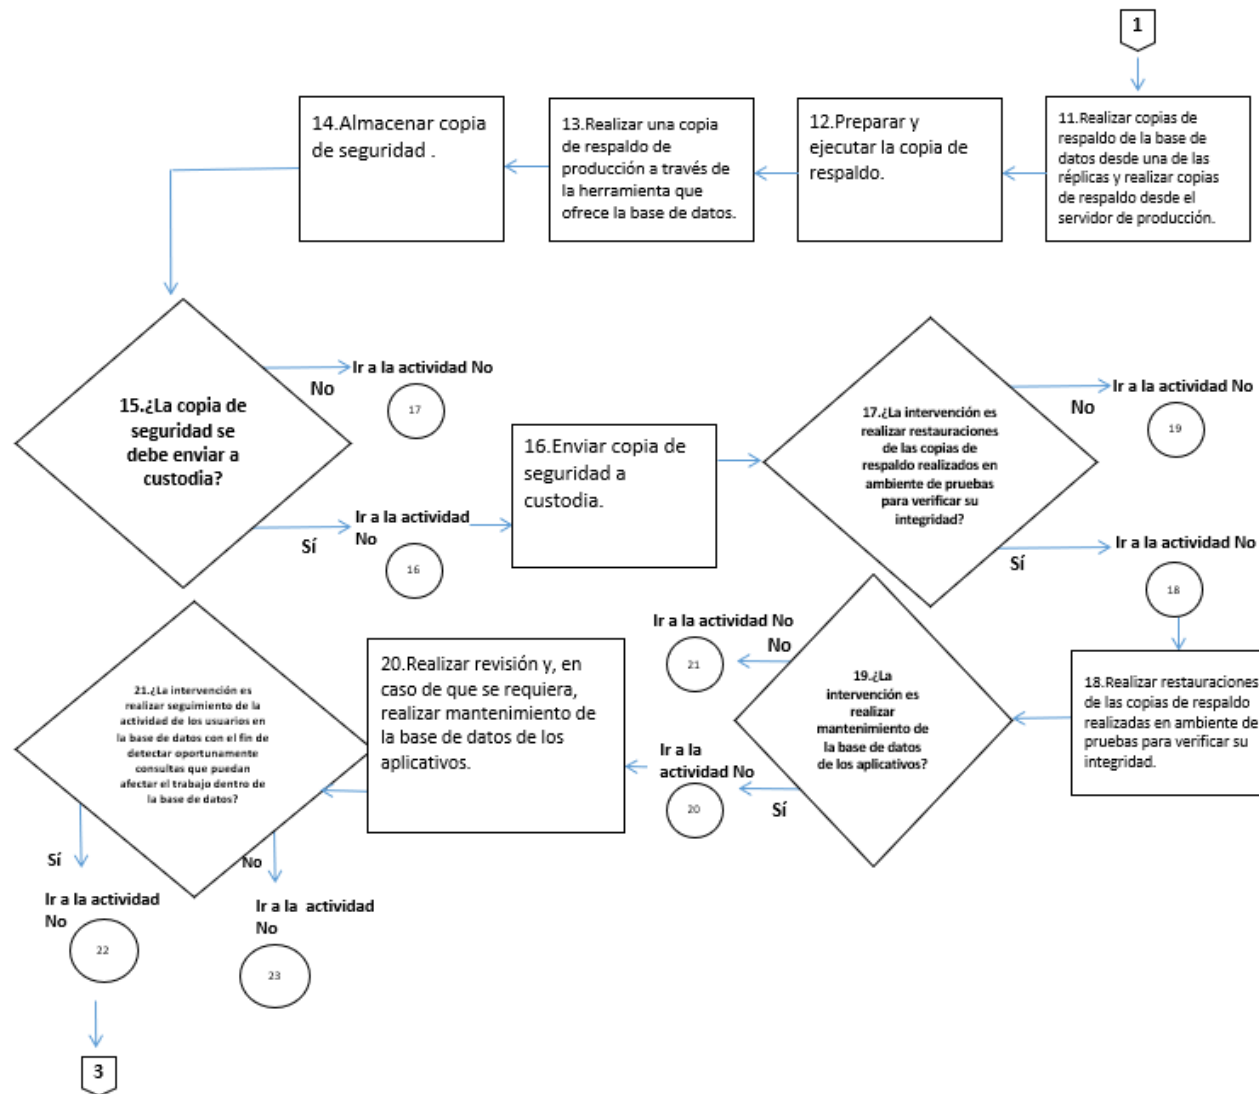 1
11.Realizar copias de
respaldo de la base de
datos desde una de las
réplicas y realizar copias
de respaldo desde el
servidor de producción.
12.Preparar y
ejecutar la copia de
respaldo.
13.Realizar una copia
de respaldo de
producción a través de
la herramienta que
ofrece la base de datos.
14.Almacenar copia
de seguridad .
15.¿La copia de
seguridad se
debe enviar a
custodia?
No
Ir a la actividad No
17
Sí
Ir a la actividad
No
16
16.Enviar copia de
seguridad a
custodia.
17.¿La intervención es
realizar restauraciones
de las copias de
respaldo realizados en
ambiente de pruebas
para verificar su
integridad?
No
Ir a la actividad No
19
Sí
Ir a la actividad No
18
18.Realizar restauraciones
de las copias de respaldo
realizadas en ambiente de
pruebas para verificar su
integridad.
19.¿La
intervención es
realizar
mantenimiento de
la base de datos
de los aplicativos?
Ir a la actividad No
No
21
Ir a la
actividad No
Sí
20
20.Realizar revisión y, en
caso de que se requiera,
realizar mantenimiento de
la base de datos de los
aplicativos.
21.¿La intervención es
realizar seguimiento de la
actividad de los usuarios en
la base de datos con el fin de
detectar oportunamente
consultas que puedan
afectar el trabajo dentro de
la base de datos?
Sí
Ir a la actividad
No
22
No
Ir a la actividad
No
23
3